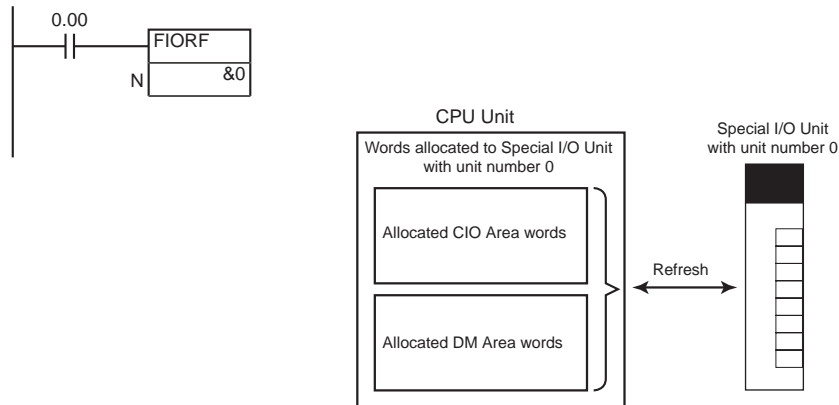 0.00
FIORF
N
&0
CPU Unit
Words allocated to Special I/O Unit
with unit number 0
Allocated CIO Area words
Allocated DM Area words
Refresh
Special I/O Unit
with unit number 0